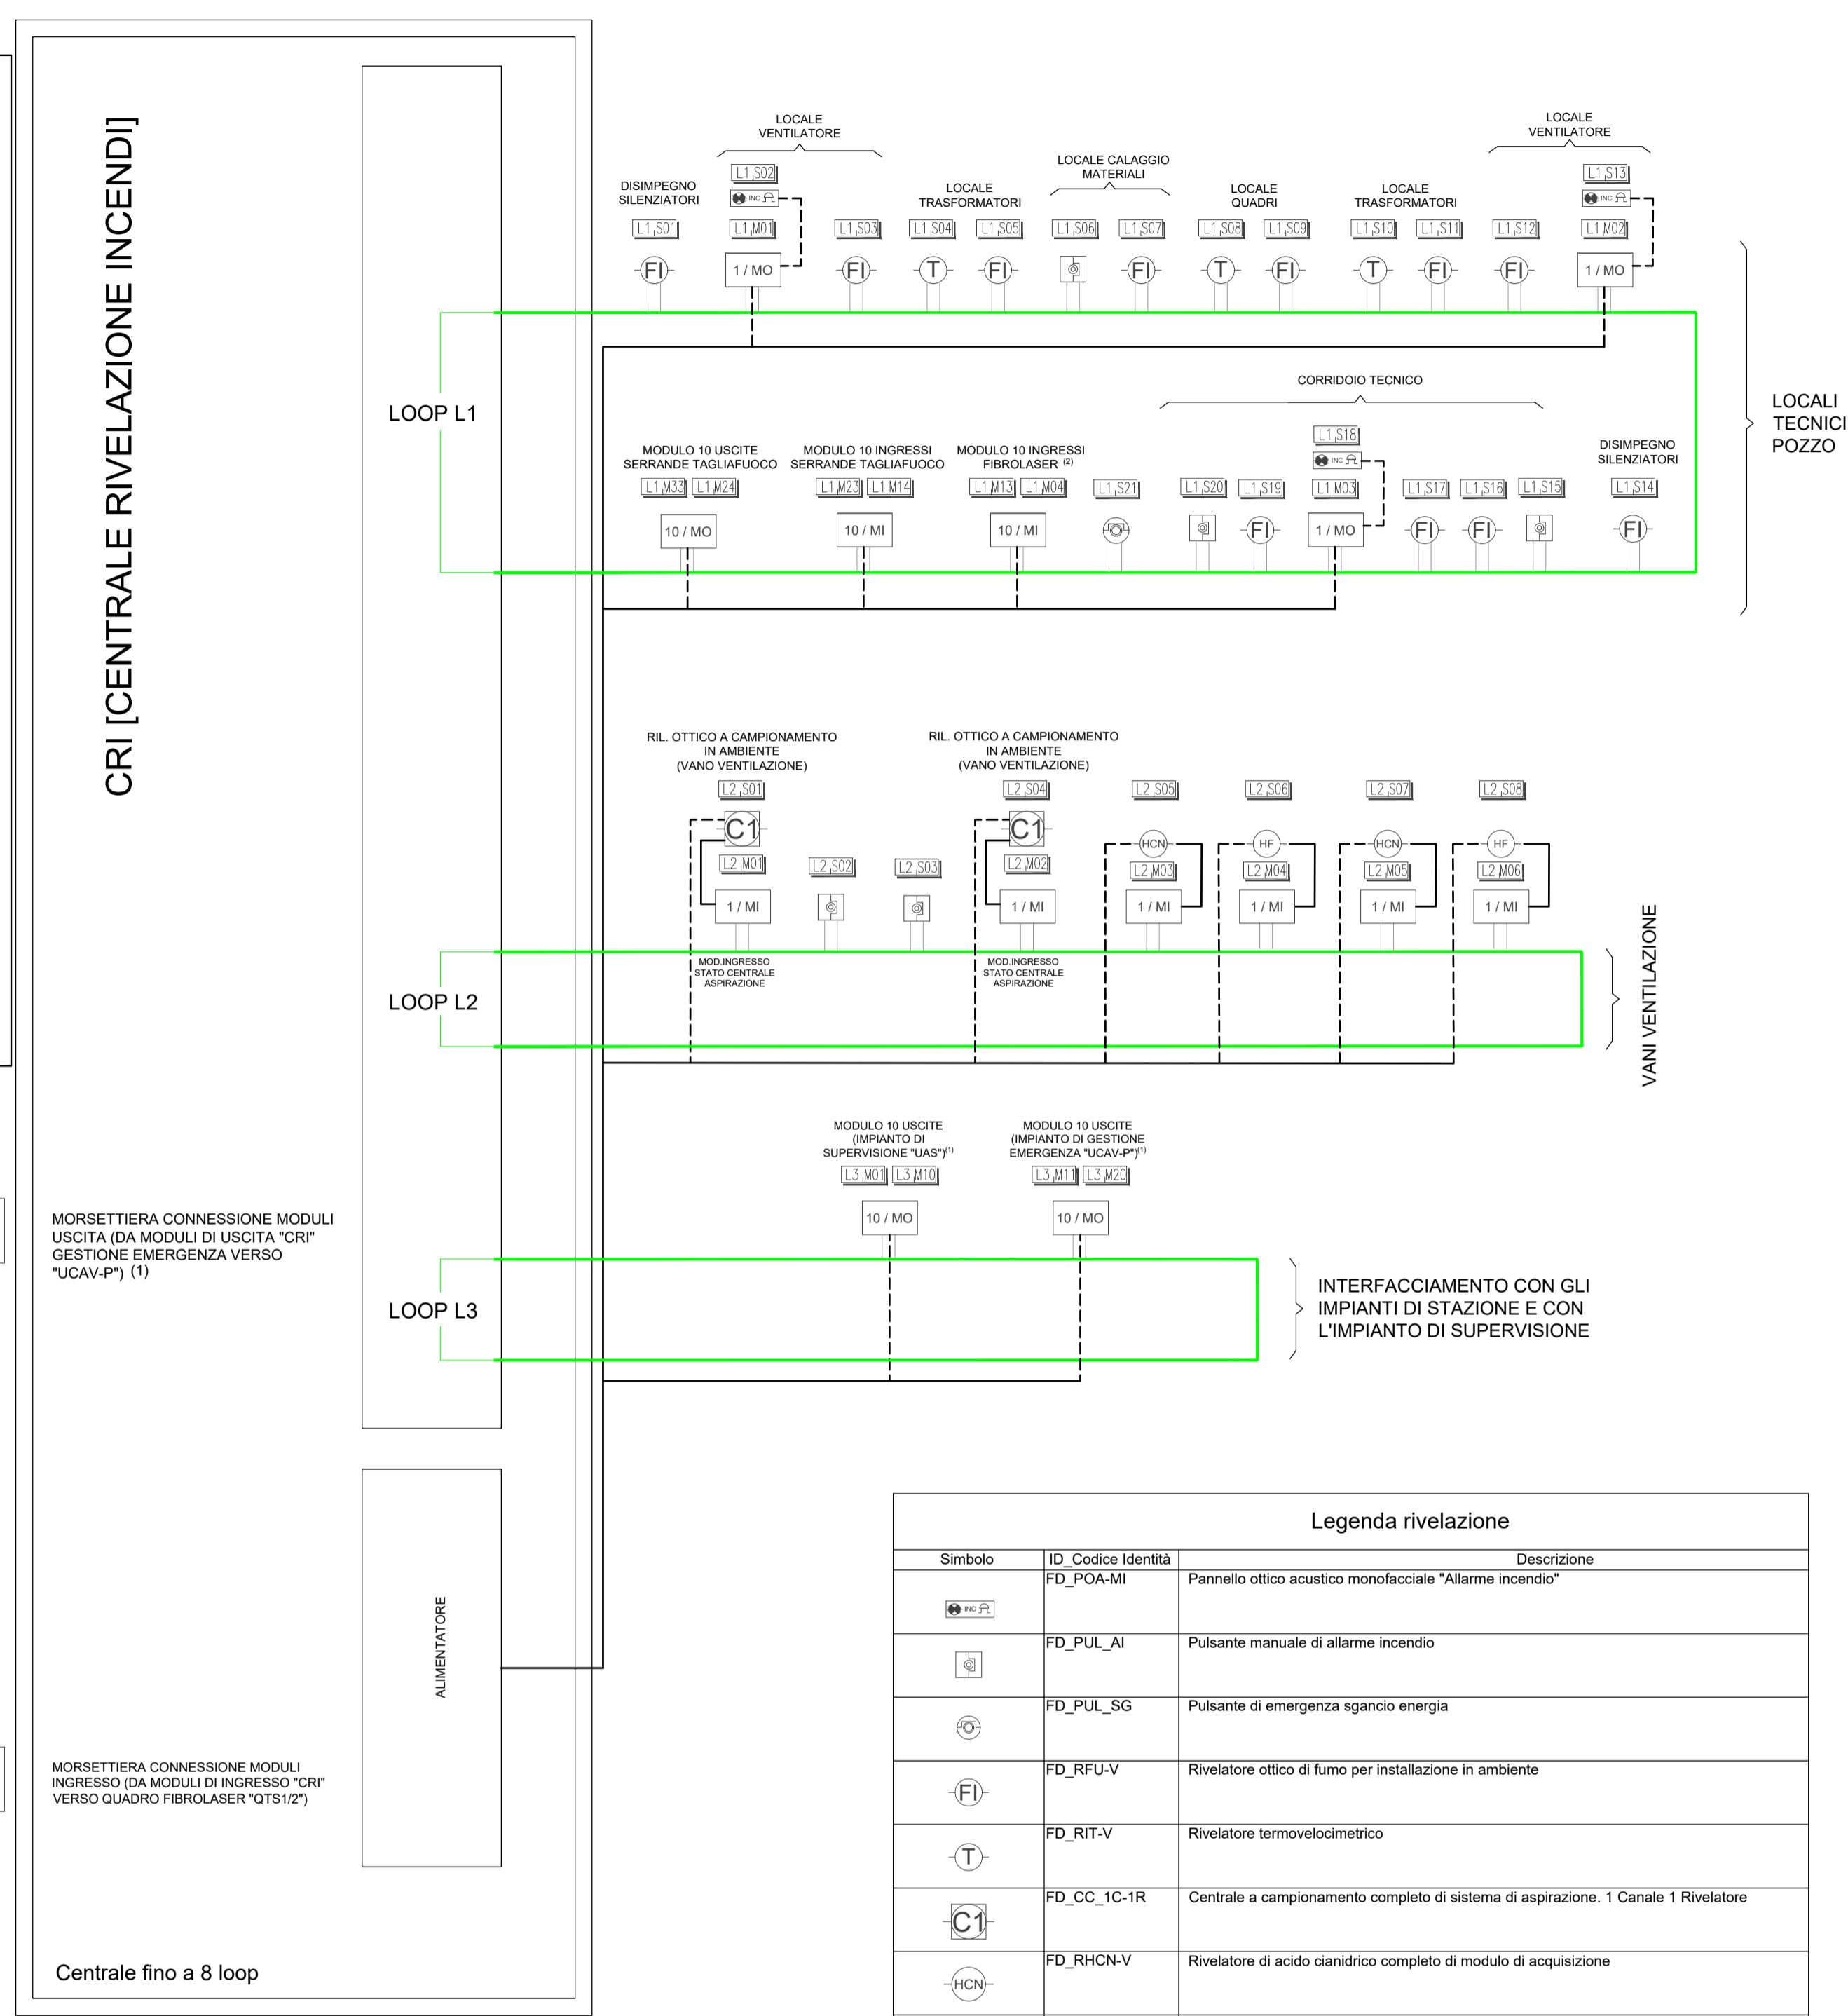 CRI [CENTRALE RIVELAZIONE INCENDI]
LOOP L1
LOOP L2
LOOP L3
MORSETTIERA CONNESSIONE MODULI
USCITA (DA MODULI DI USCITA "CRI"
GESTIONE EMERGENZA VERSO
"UCAV-P") (1)
ALIMENTATORE
MORSETTIERA CONNESSIONE MODULI
INGRESSO (DA MODULI DI INGRESSO "CRI"
VERSO QUADRO FIBROLASER "QTS1/2")
Centrale fino a 8 loop
DISIMPEGNO
SILENZIATORI
L1,S01
FI
LOCALE
VENTILATORE
L1,S02
INC
L1,M01
1 / MO
L1,S03
FI
LOCALE
TRASFORMATORI
L1,S04
T
L1,S05
FI
LOCALE CALAGGIO
MATERIALI
L1,S06
L1,S07
FI
LOCALE
QUADRI
L1,S08
T
L1,S09
FI
LOCALE
TRASFORMATORI
L1,S10
T
L1,S11
FI
LOCALE
VENTILATORE
L1,S12
FI
L1,S13
INC
L1,M02
1 / MO
LOCALI
TECNICI
POZZO
MODULO 10 USCITE
SERRANDE TAGLIAFUOCO
L1,M33 L1,M24
10 / MO
MODULO 10 INGRESSI
SERRANDE TAGLIAFUOCO
L1,M23 L1,M14
10 / MI
MODULO 10 INGRESSI
FIBROLASER (2)
L1,M13 L1,M04
10 / MI
L1,S21
CORRIDOIO TECNICO
L1,S20
L1,S19
FI
L1,S18
INC
L1,M03
1 / MO
L1,S17
FI
L1,S16
FI
L1,S15
DISIMPEGNO
SILENZIATORI
L1,S14
FI
RIL. OTTICO A CAMPIONAMENTO
IN AMBIENTE
(VANO VENTILAZIONE)
L2,S01
C1
L2,M01
1 / MI
MOD.INGRESSO
STATO CENTRALE
ASPIRAZIONE
L2,S02
L2,S03
RIL. OTTICO A CAMPIONAMENTO
IN AMBIENTE
(VANO VENTILAZIONE)
L2,S04
C1
L2,M02
1 / MI
MOD.INGRESSO
STATO CENTRALE
ASPIRAZIONE
L2,S05
HCN
L2,M03
1 / MI
L2,S06
HF
L2,M04
1 / MI
L2,S07
HCN
L2,M05
1 / MI
L2,S08
HF
L2,M06
1 / MI
VANI VENTILAZIONE
MODULO 10 USCITE
(IMPIANTO DI
SUPERVISIONE "UAS")(1)
L3,M01 L3,M10
10 / MO
MODULO 10 USCITE
(IMPIANTO DI GESTIONE
EMERGENZA "UCAV-P")(1)
L3,M11 L3,M20
10 / MO
INTERFACCIAMENTO CON GLI
IMPIANTI DI STAZIONE E CON
L'IMPIANTO DI SUPERVISIONE
Legenda rivelazione
Simbolo ID_Codice Identità Descrizione
INC FD_POA-MI Pannello ottico acustico monofacciale "Allarme incendio"
FD_PUL_AI Pulsante manuale di allarme incendio
FD_PUL_SG Pulsante di emergenza sgancio energia
FI FD_RFU-V Rivelatore ottico di fumo per installazione in ambiente
T FD_RIT-V Rivelatore termovelocimetrico
C1 FD_CC_1C-1R Centrale a campionamento completo di sistema di aspirazione. 1 Canale 1 Rivelatore
HCN FD_RHCN-V Rivelatore di acido cianidrico completo di modulo di acquisizione